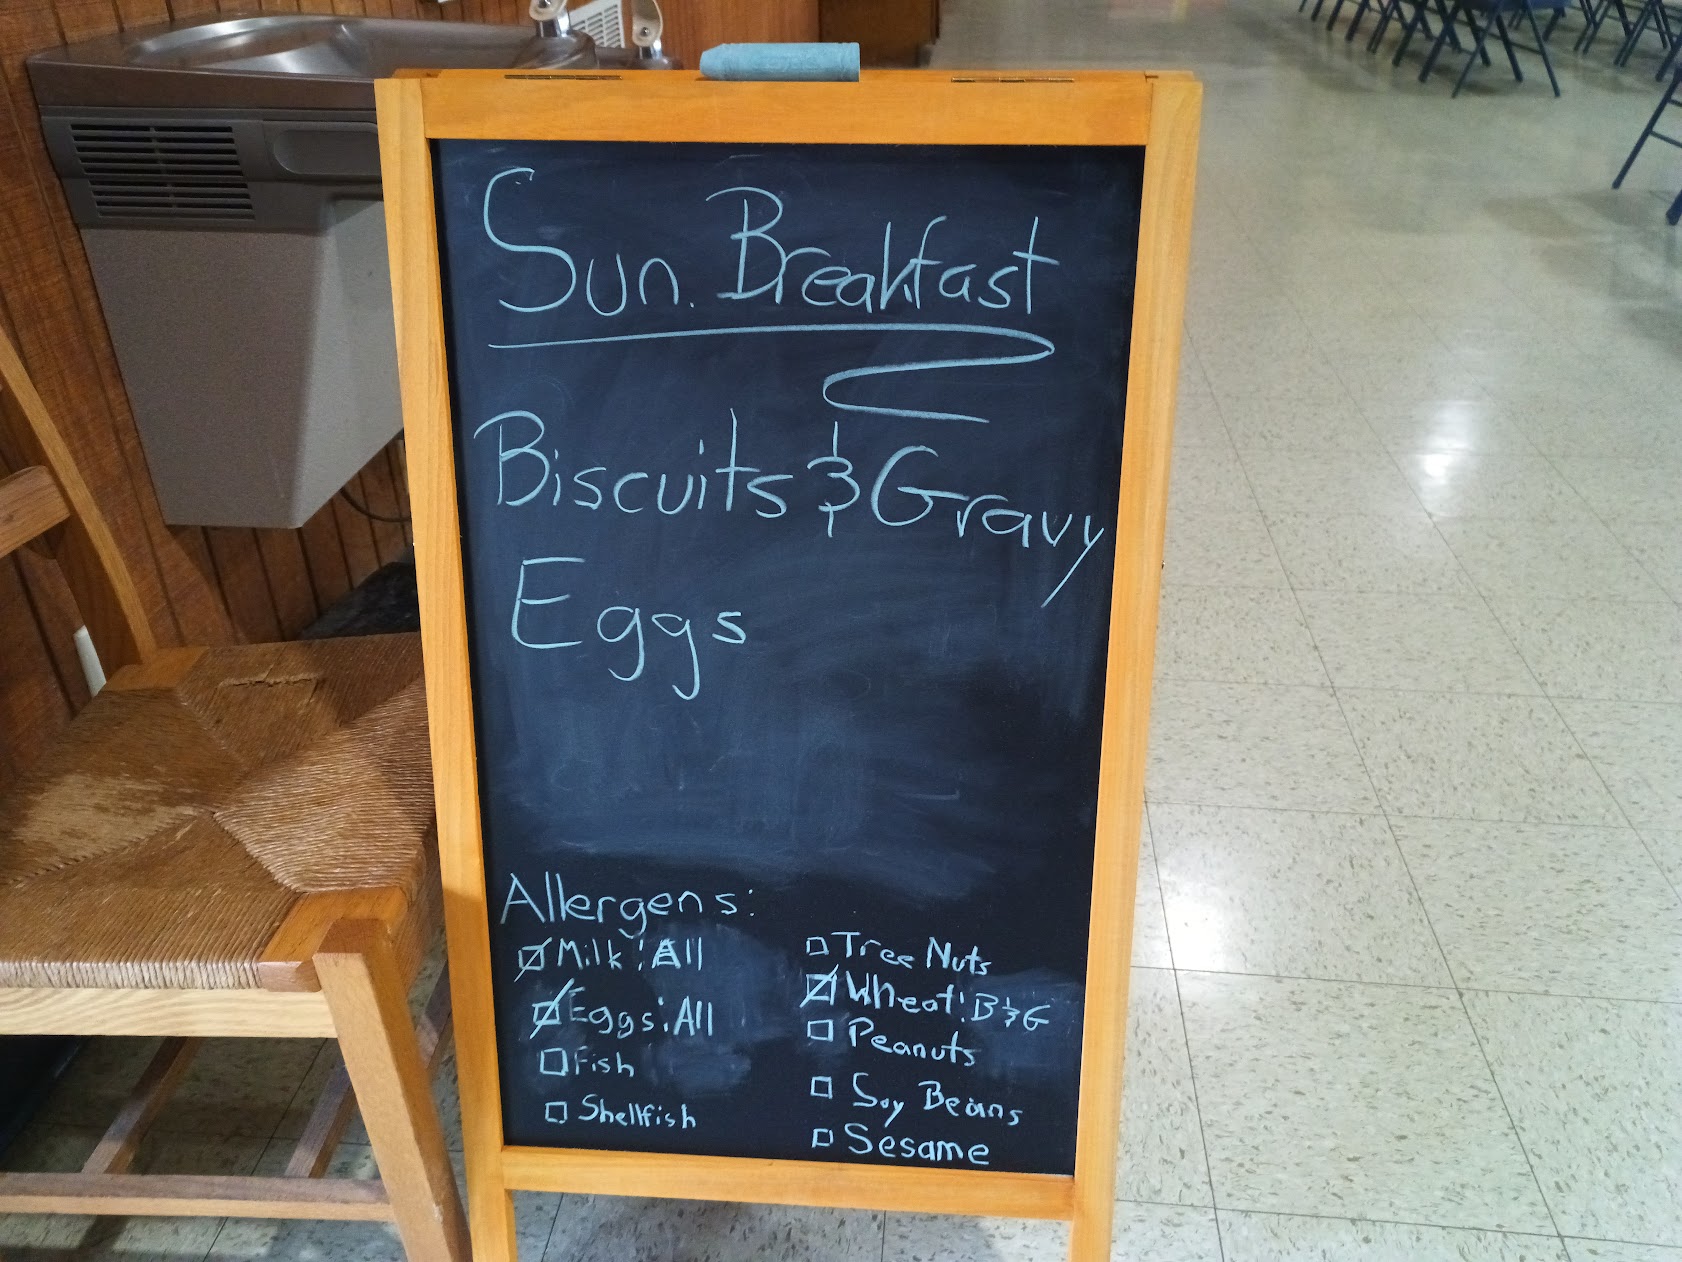 Sun. Breakfast
Biscuits & Gravy
Eggs
Allergens:
☑ Milk: All
☑ Eggs: All
☐ Fish
☐ Shellfish
☐ Tree Nuts
☑ Wheat: B & G
☐ Peanuts
☐ Soy Beans
☐ Sesame